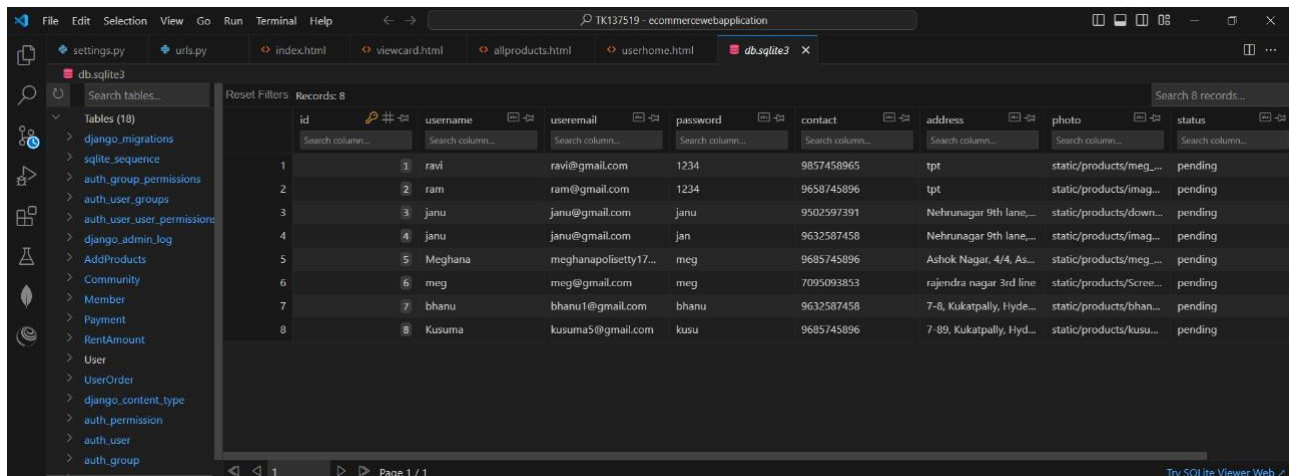 File Edit Selection View Go Run Terminal Help TK137519 - ecommercewebapplication
settings.py urls.py index.html viewcard.html allproducts.html userhome.html db.sqlite3
db.sqlite3
Search tables... Reset Filters Records: 8 Search 8 records...
Tables (18)
django_migrations
sqlite_sequence
auth_group_permissions
auth_user_groups
auth_user_user_permissions
django_admin_log
AddProducts
Community
Member
Payment
RentAmount
User
UserOrder
django_content_type
auth_permission
auth_user
auth_group
id username useremail password contact address photo status
Search column... Search column... Search column... Search column... Search column... Search column... Search column... Search column...
1 1 ravi ravi@gmail.com 1234 9857458965 tpt static/products/meg_... pending
2 2 ram ram@gmail.com 1234 9658745896 tpt static/products/imag... pending
3 3 janu janu@gmail.com janu 9502597391 Nehrunagar 9th lane,... static/products/down... pending
4 4 janu janu@gmail.com jan 9632587458 Nehrunagar 9th lane,... static/products/imag... pending
5 5 Meghana meghanapolisetty17... meg 9685745896 Ashok Nagar, 4/4, As... static/products/meg_... pending
6 6 meg meg@gmail.com meg 7095093853 rajendra nagar 3rd line static/products/Scree... pending
7 7 bhanu bhanu1@gmail.com bhanu 9632587458 7-8, Kukatpally, Hyde... static/products/bhan... pending
8 8 Kusuma kusuma5@gmail.com kusu 9685745896 7-89, Kukatpally, Hyd... static/products/kusu... pending
1 Page 1 / 1 Try SQLite Viewer Web